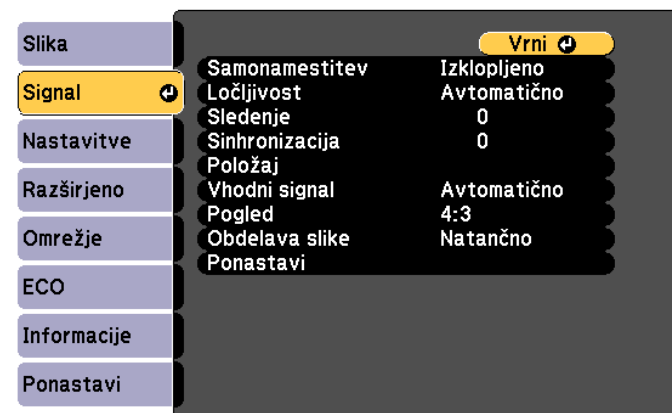 Slika
Signal
Nastavitve
Razširjeno
Omrežje
ECO
Informacije
Ponastavi
Vrni
Samonamestitev Izklopljeno
Ločljivost Avtomatično
Sledenje 0
Sinhronizacija 0
Položaj
Vhodni signal Avtomatično
Pogled 4:3
Obdelava slike Natančno
Ponastavi